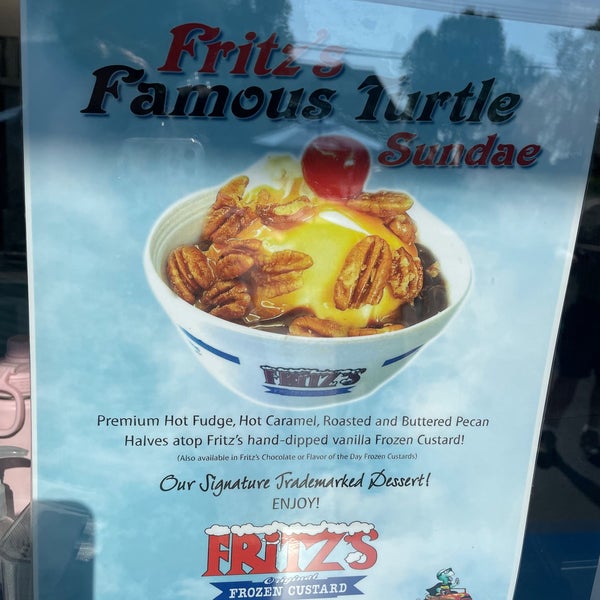 Fritz's
Famous Turtle
Sundae
FRITZ'S
Premium Hot Fudge, Hot Caramel, Roasted and Buttered Pecan
Halves atop Fritz's hand-dipped vanilla Frozen Custard!
(Also available in Fritz's Chocolate or Flavor of the Day Frozen Custards)
Our Signature Trademarked Dessert!
ENJOY!
FRITZ'S
Original
FROZEN CUSTARD